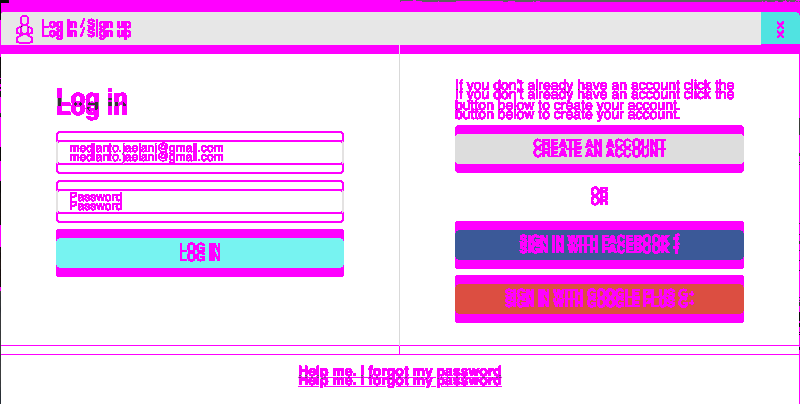 Log in / Sign up
x
Log in
If you don't already have an account click the
button below to create your account.
medianto.jaelani@gmail.com
CREATE AN ACCOUNT
Password
OR
LOG IN
SIGN IN WITH FACEBOOK f
SIGN IN WITH GOOGLE PLUS G+
Help me. I forgot my password